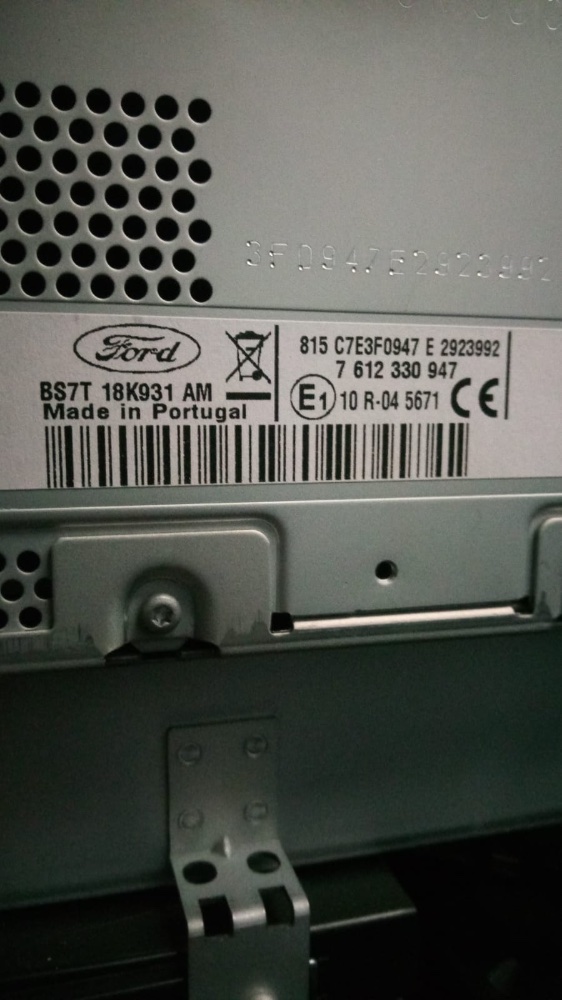 3F0947E2923992
Ford
BS7T 18K931 AM
Made in Portugal
815 C7E3F0947 E 2923992
7 612 330 947
E1 10 R-04 5671 CE